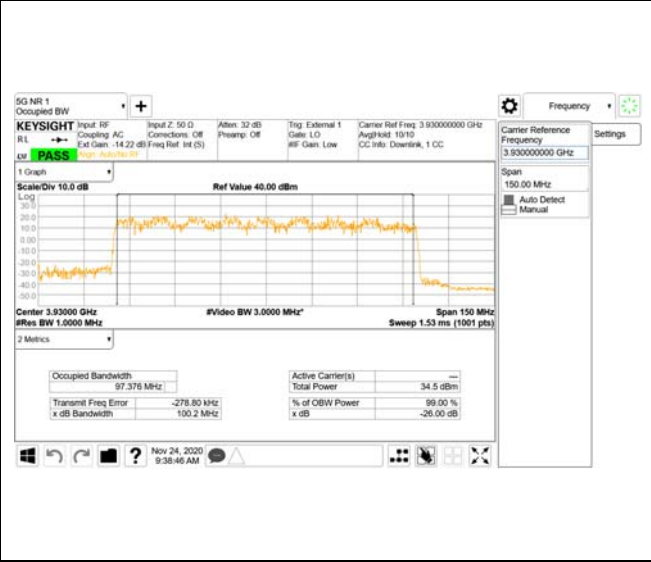 5G NR 1
Occupied BW
Frequency
KEYSIGHT
Input: RF
Input Z: 50 Ω
Atten: 32 dB
Trig: External 1
Carrier Ref Freq: 3.930000000 GHz
R L
Coupling: AC
Corrections: Off
Preamp: Off
Gate: LO
Avg|Hold: 10/10
Ext Gain: -14.22 dB
Freq Ref: Int (S)
#IF Gain: Low
CC Info: Downlink, 1 CC
PASS
Align: Auto/No RF
Carrier Reference
Frequency
3.930000000 GHz
Settings
Span
150.00 MHz
Auto Detect
Manual
1 Graph
Scale/Div 10.0 dB
Ref Value 40.00 dBm
Log
30.0
20.0
10.0
0.00
-10.0
-20.0
-30.0
-40.0
-50.0
Center 3.93000 GHz
#Video BW 3.0000 MHz*
Span 150 MHz
#Res BW 1.0000 MHz
Sweep 1.53 ms (1001 pts)
2 Metrics
Occupied Bandwidth
97.376 MHz
Active Carrier(s)
—
Total Power
34.5 dBm
Transmit Freq Error
-278.80 kHz
% of OBW Power
99.00 %
x dB Bandwidth
100.2 MHz
x dB
-26.00 dB
?
Nov 24, 2020
9:38:46 AM